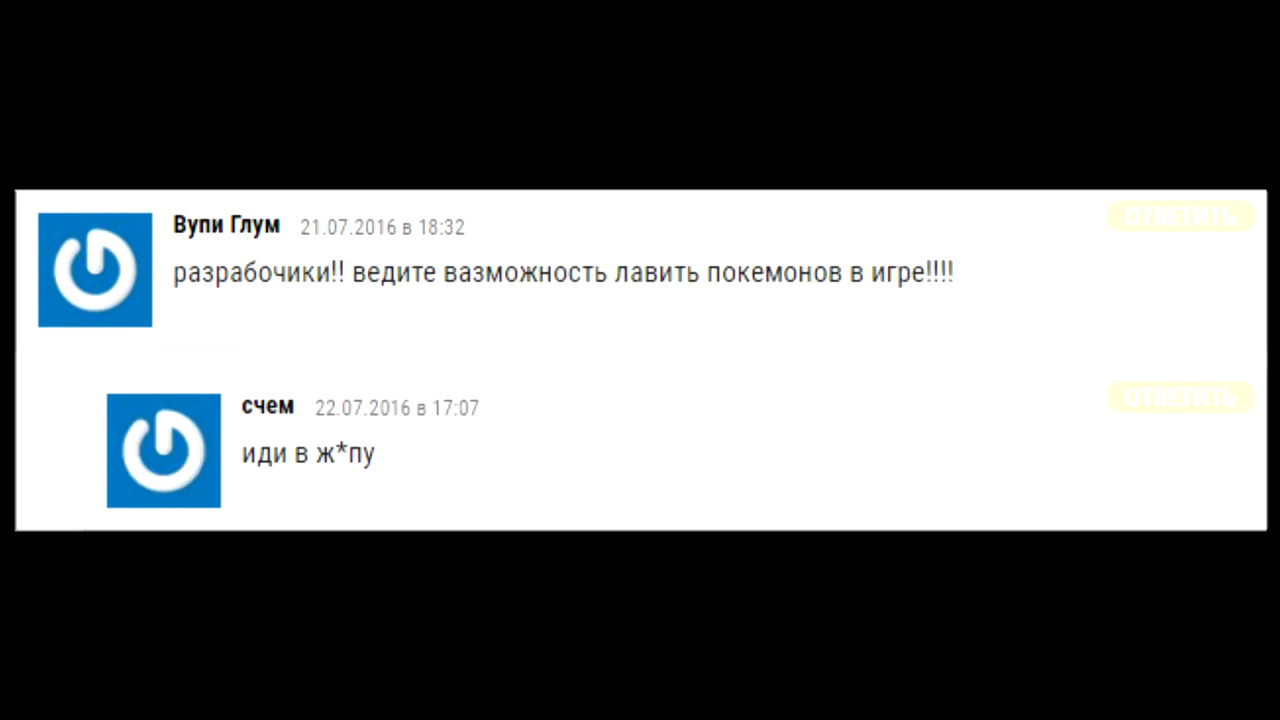 Вупи Глум 21.07.2016 в 18:32
ОТВЕТИТЬ
разрабочики!! ведите вазможность лавить покемонов в игре!!!!
счем 22.07.2016 в 17:07
ОТВЕТИТЬ
иди в ж*пу